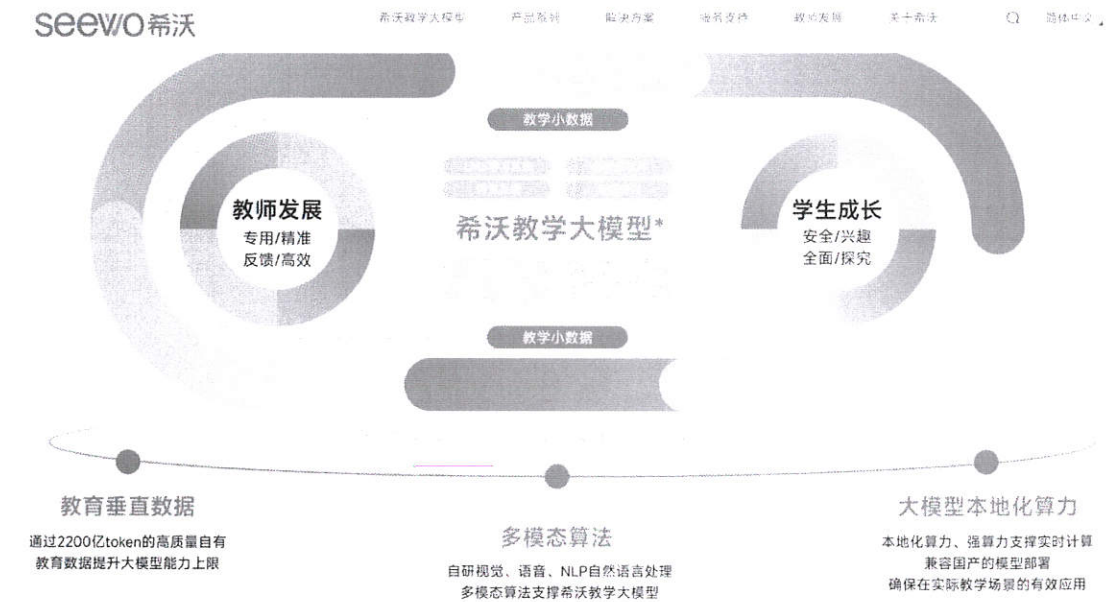 seewo希沃
希沃教学大模型 产品系列 解决方案 服务支持 教师发展 关于希沃 简体中文
教学小数据
教师发展
专用/精准
反馈/高效
希沃教学大模型*
学生成长
安全/兴趣
全面/探究
教学小数据
教育垂直数据
通过2200亿token的高质量自有
教育数据提升大模型能力上限
多模态算法
自研视觉、语音、NLP自然语言处理
多模态算法支撑希沃教学大模型
大模型本地化算力
本地化算力、强算力支撑实时计算
兼容国产的模型部署
确保在实际教学场景的有效应用